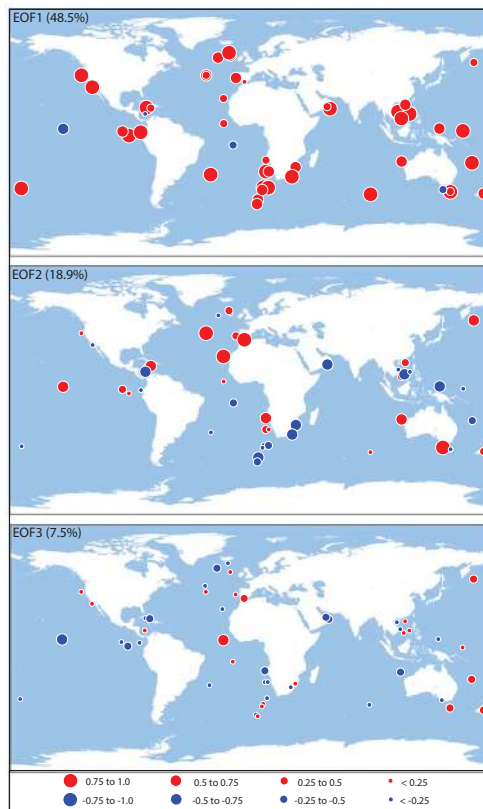 EOF1 (48.5%)
EOF2 (18.9%)
EOF3 (7.5%)
0.75 to 1.0 0.5 to 0.75 0.25 to 0.5 < 0.25
-0.75 to -1.0 -0.5 to -0.75 -0.25 to -0.5 < -0.25